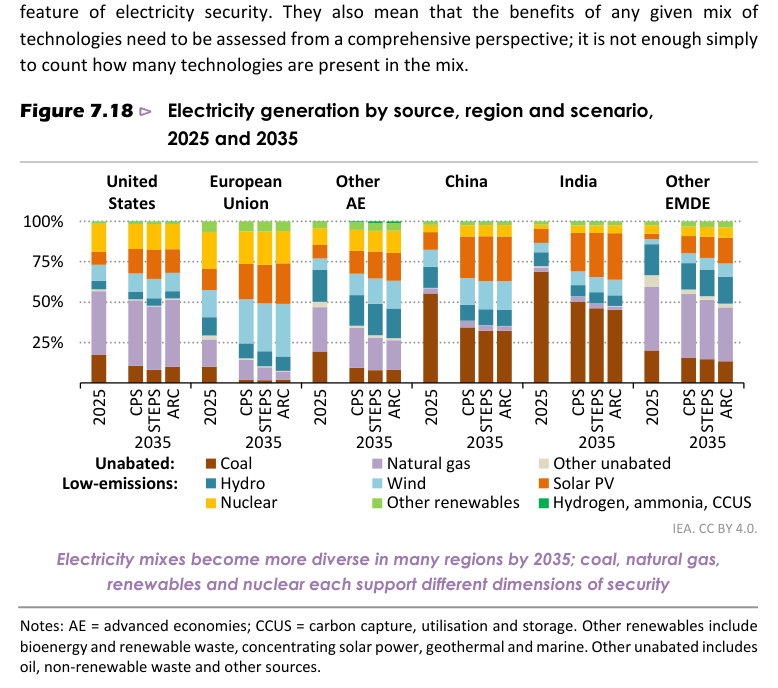 feature of electricity security. They also mean that the benefits of any given mix of
technologies need to be assessed from a comprehensive perspective; it is not enough simply
to count how many technologies are present in the mix.
Figure 7.18 ▻ Electricity generation by source, region and scenario,
2025 and 2035
United States
European Union
Other AE
China
India
Other EMDE
100%
75%
50%
25%
2025 CPS STEPS ARC 2025 CPS STEPS ARC 2025 CPS STEPS ARC 2025 CPS STEPS ARC 2025 CPS STEPS ARC 2025 CPS STEPS ARC
2035 2035 2035 2035 2035 2035
Unabated: Coal Natural gas Other unabated
Low-emissions: Hydro Wind Solar PV
Nuclear Other renewables Hydrogen, ammonia, CCUS
IEA. CC BY 4.0.
Electricity mixes become more diverse in many regions by 2035; coal, natural gas,
renewables and nuclear each support different dimensions of security
Notes: AE = advanced economies; CCUS = carbon capture, utilisation and storage. Other renewables include
bioenergy and renewable waste, concentrating solar power, geothermal and marine. Other unabated includes
oil, non-renewable waste and other sources.